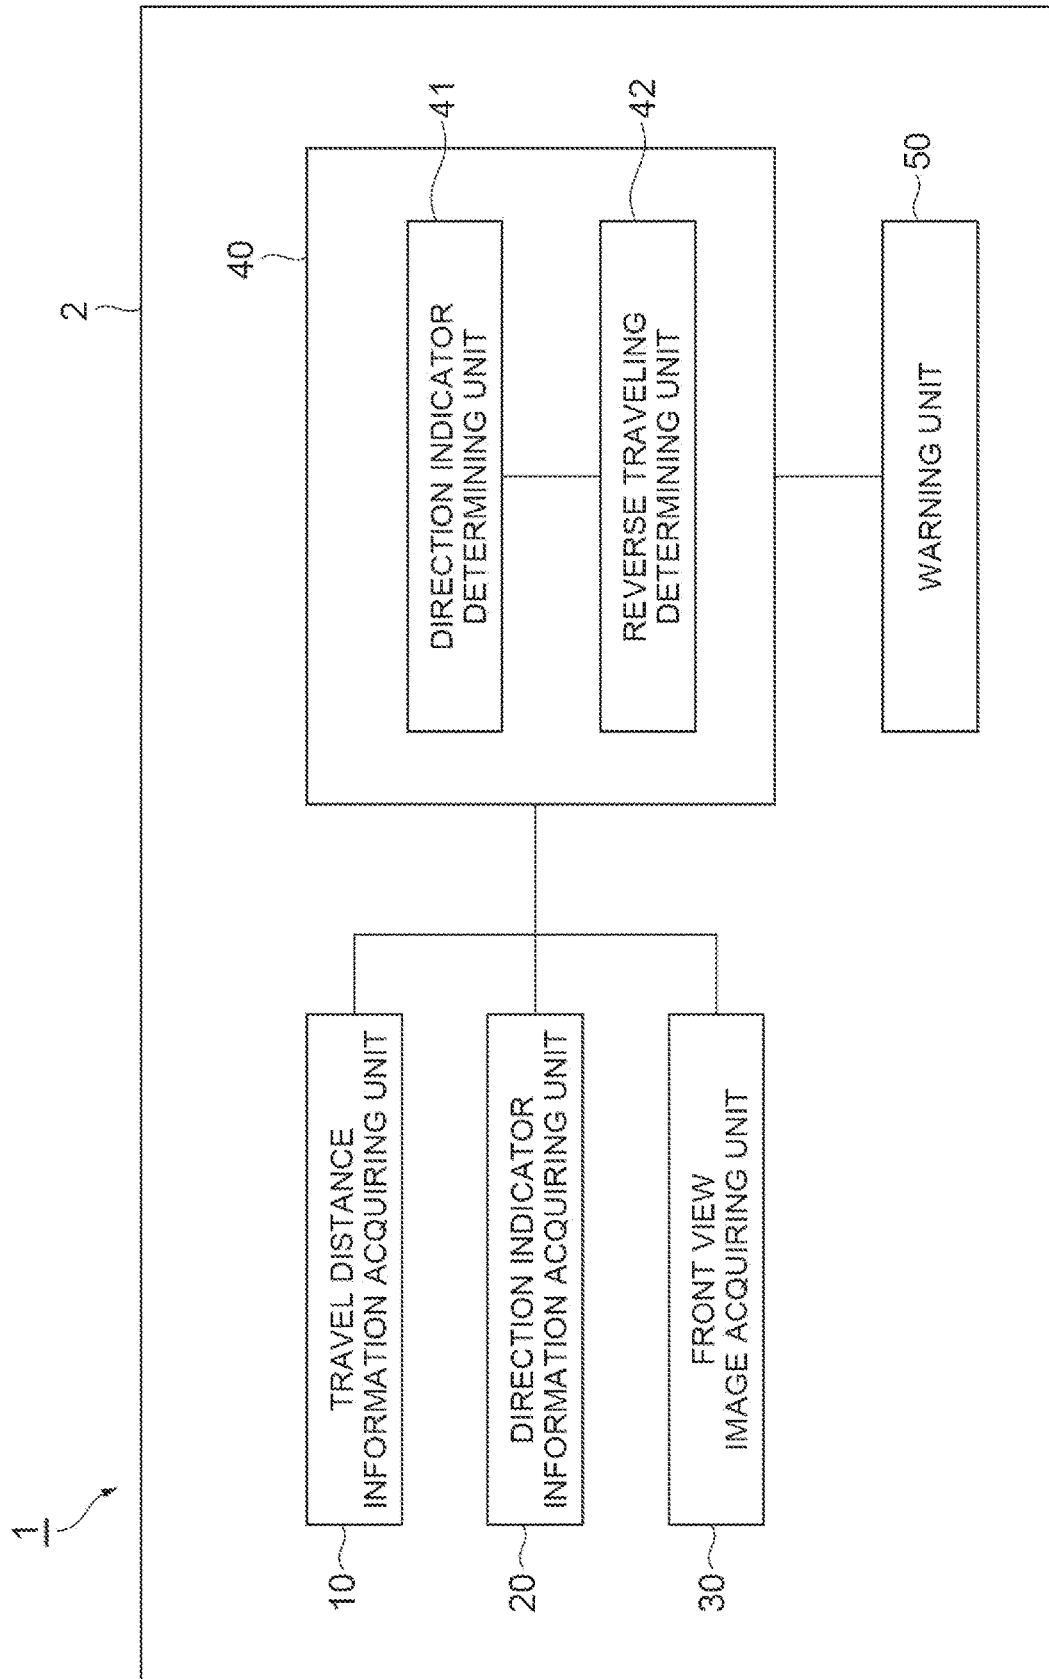 1
2
10
TRAVEL DISTANCE
INFORMATION ACQUIRING UNIT
20
DIRECTION INDICATOR
INFORMATION ACQUIRING UNIT
30
FRONT VIEW
IMAGE ACQUIRING UNIT
40
DIRECTION INDICATOR
DETERMINING UNIT
41
REVERSE TRAVELING
DETERMINING UNIT
42
WARNING UNIT
50